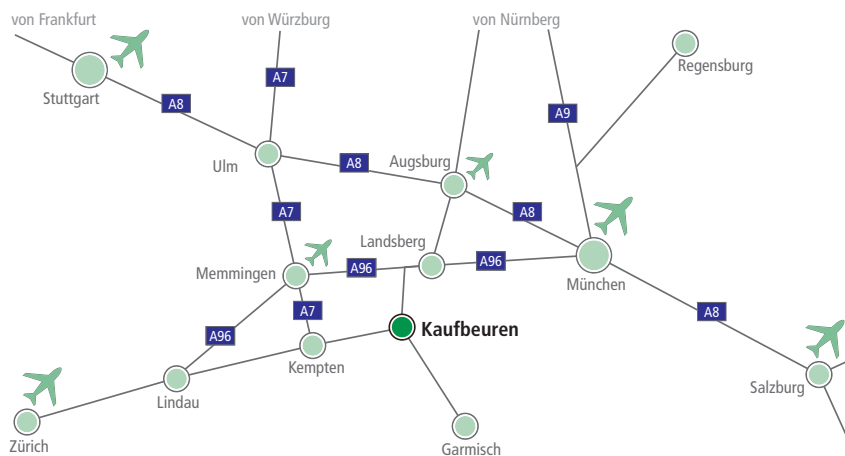 von Frankfurt
von Würzburg
von Nürnberg
Regensburg
A7
Stuttgart
A8
A9
Ulm
A8
Augsburg
A7
A8
Landsberg
Memmingen
A96
A96
München
A7
A8
A96
Kaufbeuren
Kempten
Salzburg
Lindau
Zürich
Garmisch